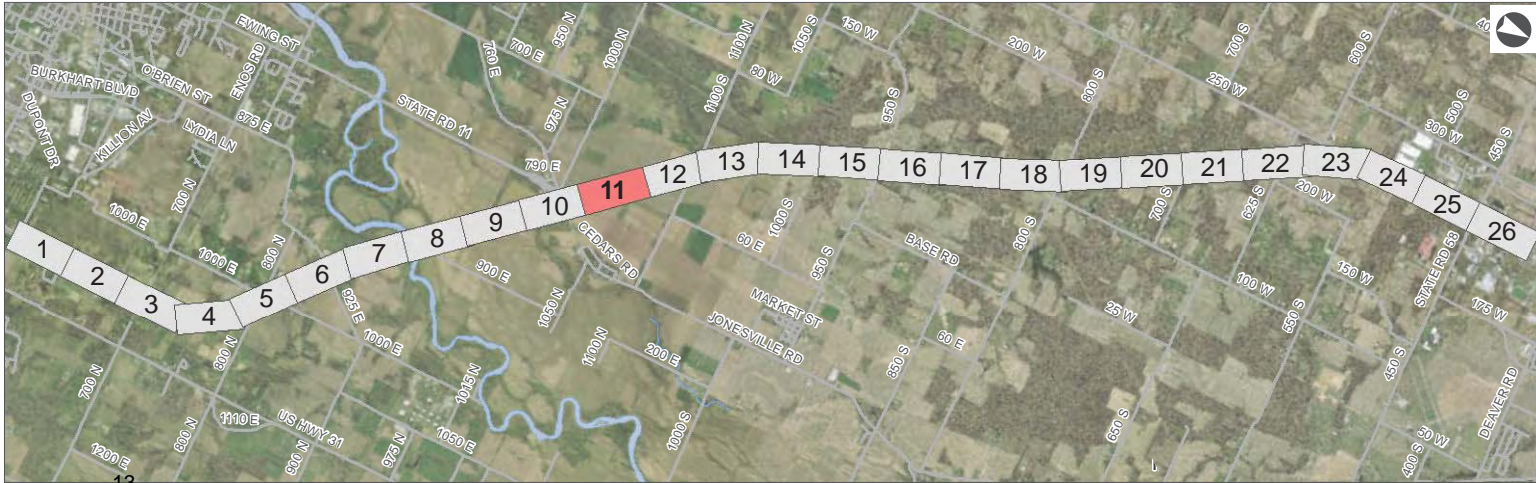 EWING ST
ENOS RD
BURKHART BLVD
O'BRIEN ST
DUPONT DR
KILLION AV
LYDIA LN
875 E
700 N
1000 E
1000 E
800 N
STATE RD 11
760 E
700 E
950 N
1000 N
975 N
790 E
1100 N
1050 S
80 W
1100 S
150 W
950 S
200 W
800 S
700 S
250 W
600 S
40
300 W
500 S
450 S
1
2
3
4
5
6
7
8
9
10
11
12
13
14
15
16
17
18
19
20
21
22
23
24
25
26
925 E
1000 E
900 E
1050 N
CEDARS RD
60 E
1000 S
950 S
BASE RD
800 S
700 S
625 S
200 W
150 W
100 W
STATE RD 58
175 W
MARKET ST
JONESVILLE RD
60 E
850 S
25 W
550 S
450 S
DEAVER RD
700 N
800 N
1110 E
US HWY 31
1200 E
800 N
900 N
975 N
1050 E
1015 N
1100 N
200 E
1000 S
650 S
50 W
400 S
13